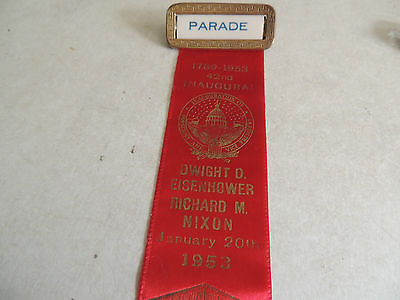 PARADE
1789-1953
42nd
INAUGURAL
DWIGHT D.
EISENHOWER
RICHARD M.
NIXON
January 20th
1953